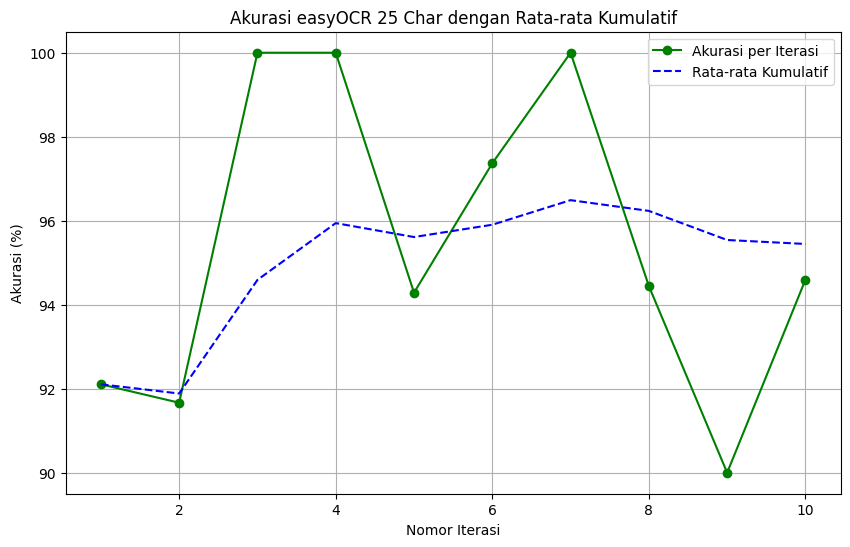 Akurasi easyOCR 25 Char dengan Rata-rata Kumulatif
Akurasi per Iterasi
Rata-rata Kumulatif
Akurasi (%)
100
98
96
94
92
90
2 4 6 8 10
Nomor Iterasi